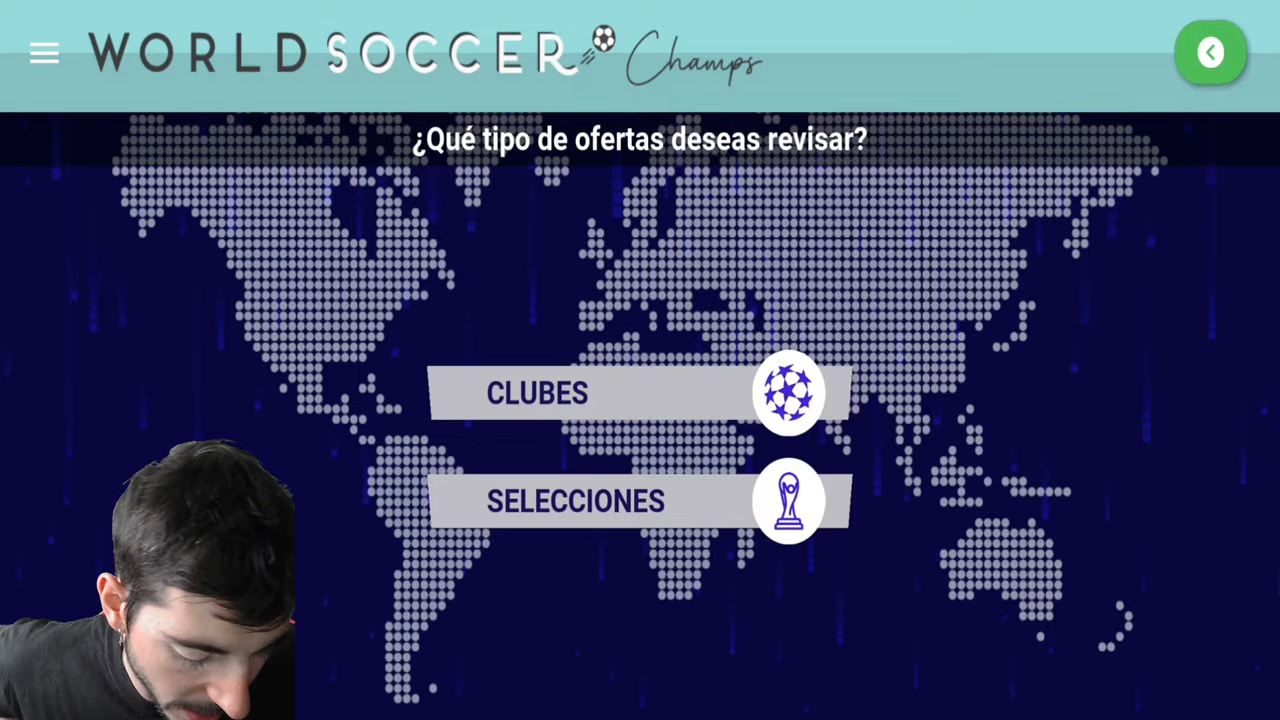 WORLD SOCCER Champs
¿Qué tipo de ofertas deseas revisar?
CLUBES
SELECCIONES